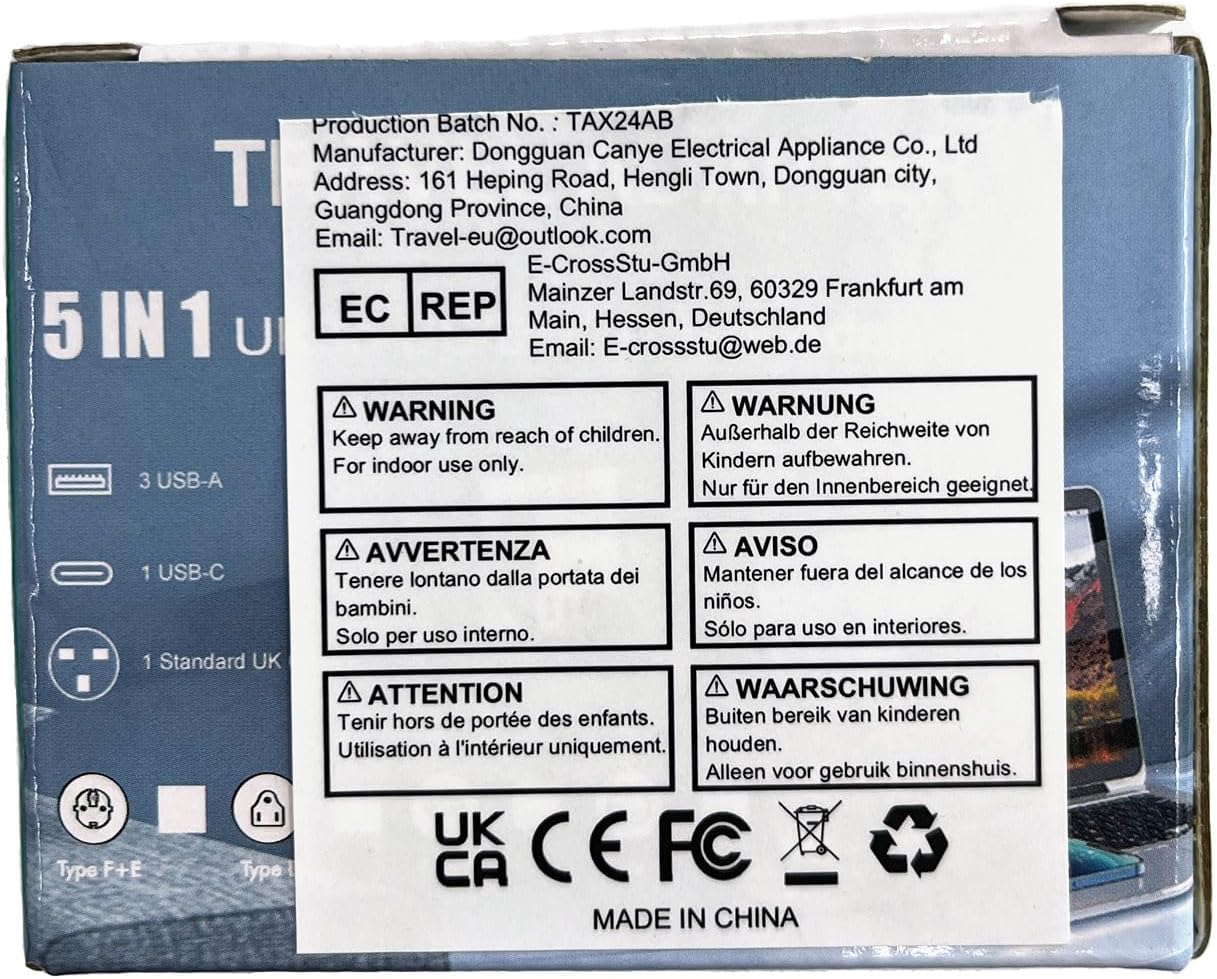 Production Batch No. : TAX24AB
Manufacturer: Dongguan Canye Electrical Appliance Co., Ltd
Address: 161 Heping Road, Hengli Town, Dongguan city,
Guangdong Province, China
Email: Travel-eu@outlook.com
EC REP
E-CrossStu-GmbH
Mainzer Landstr.69, 60329 Frankfurt am
Main, Hessen, Deutschland
Email: E-crossstu@web.de
WARNING
Keep away from reach of children.
For indoor use only.
WARNUNG
Außerhalb der Reichweite von
Kindern aufbewahren.
Nur für den Innenbereich geeignet.
AVVERTENZA
Tenere lontano dalla portata dei
bambini.
Solo per uso interno.
AVISO
Mantener fuera del alcance de los
niños.
Sólo para uso en interiores.
ATTENTION
Tenir hors de portée des enfants.
Utilisation à l'intérieur uniquement.
WAARSCHUWING
Buiten bereik van kinderen
houden.
Alleen voor gebruik binnenshuis.
UK
CA
CE FC
MADE IN CHINA
5 IN 1
3 USB-A
1 USB-C
1 Standard UK
Type F+E
Type